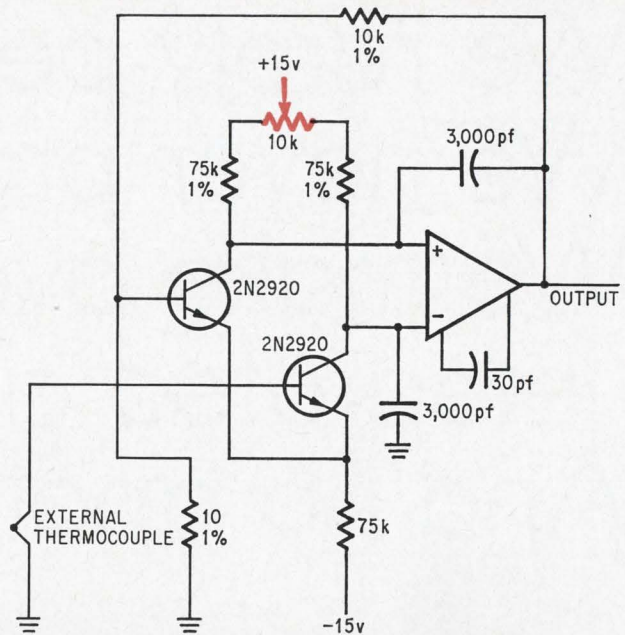 10k
1%
+15v
10k
3,000pf
75k
1%
75k
1%
+
2N2920
OUTPUT
2N2920
−
30pf
3,000pf
EXTERNAL
THERMOCOUPLE
10
1%
75k
−15v